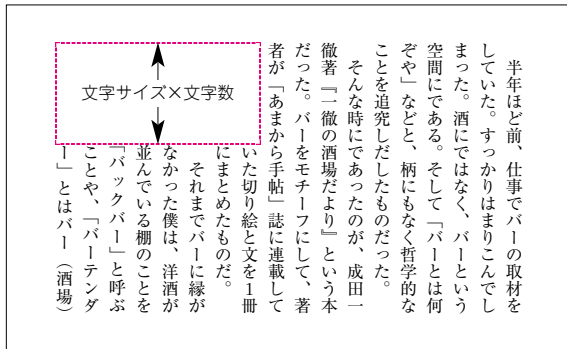 半年ほど前、仕事でバーの取材を
していた。すっかりはまりこんでし
まった。酒にではなく、バーという
空間にである。そして「バーとは何
ぞや」などと、柄にもなく哲学的な
ことを追究しだしたものだった。
そんな時にであったのが、成田一
徹著『一徹の酒場だより』という本
だった。バーをモチーフにして、著
者が「あまから手帖」誌に連載して
いた切り絵と文を1冊
にまとめたものだ。
それまでバーに縁が
なかった僕は、洋酒が
並んでいる棚のことを
「バックバー」と呼ぶ
ことや、「バーテンダ
ー」とはバー（酒場）
文字サイズ×文字数